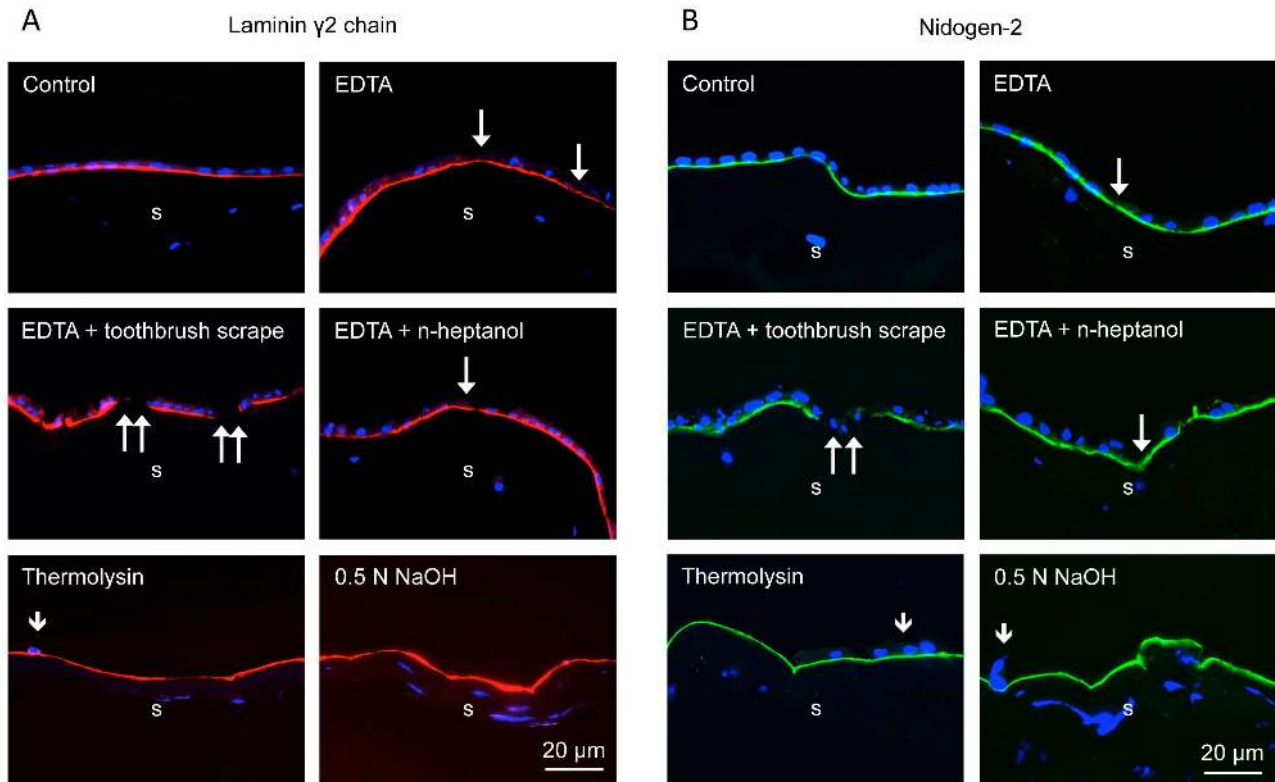 A
Laminin γ2 chain
Control
S
EDTA
S
EDTA + toothbrush scrape
S
EDTA + n-heptanol
S
Thermolysin
S
0.5 N NaOH
S
20 µm
B
Nidogen-2
Control
S
EDTA
S
EDTA + toothbrush scrape
S
EDTA + n-heptanol
S
Thermolysin
S
0.5 N NaOH
S
20 µm